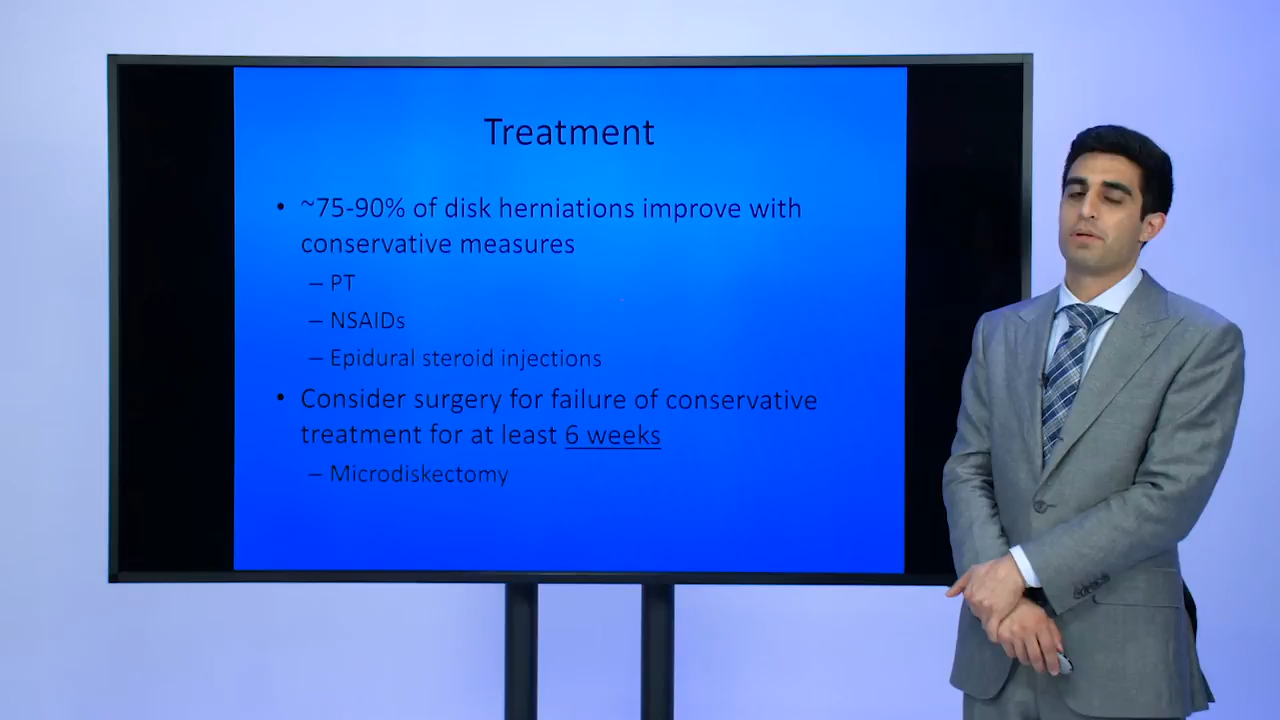 Treatment
• ~75-90% of disk herniations improve with
conservative measures
– PT
– NSAIDs
– Epidural steroid injections
• Consider surgery for failure of conservative
treatment for at least 6 weeks
– Microdiskectomy